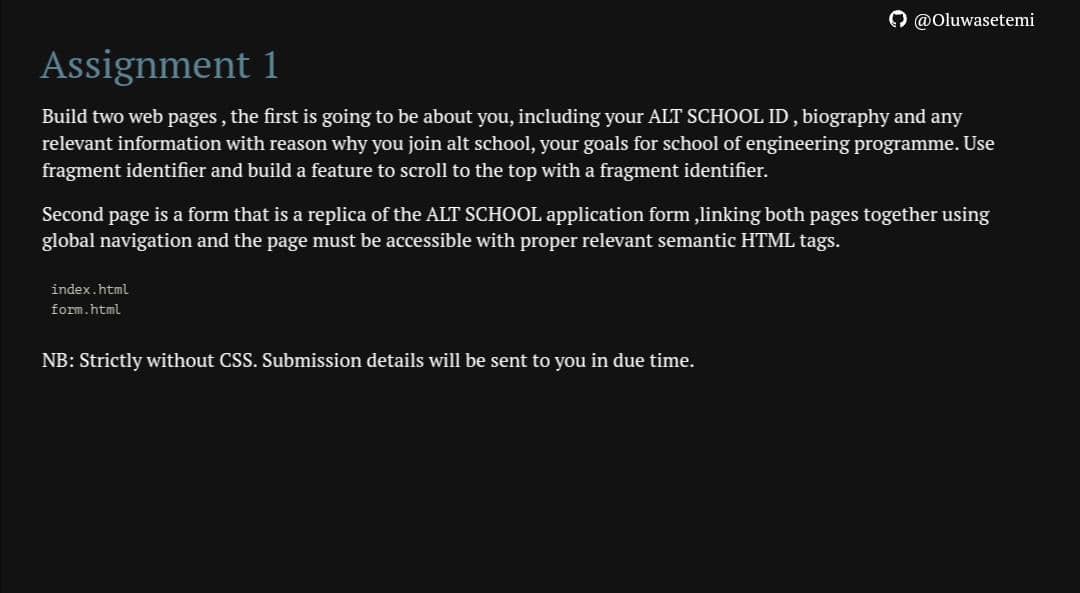 @Oluwasetemi
Assignment 1
Build two web pages , the first is going to be about you, including your ALT SCHOOL ID , biography and any
relevant information with reason why you join alt school, your goals for school of engineering programme. Use
fragment identifier and build a feature to scroll to the top with a fragment identifier.
Second page is a form that is a replica of the ALT SCHOOL application form ,linking both pages together using
global navigation and the page must be accessible with proper relevant semantic HTML tags.
index.html
form.html
NB: Strictly without CSS. Submission details will be sent to you in due time.